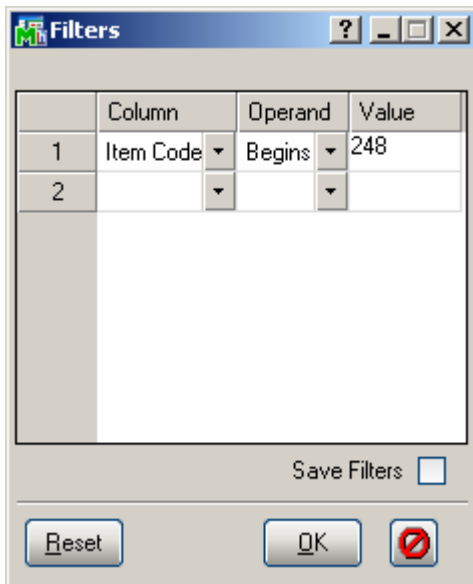 Filters
Column Operand Value
1 Item Code Begins 248
2
Save Filters
Reset OK